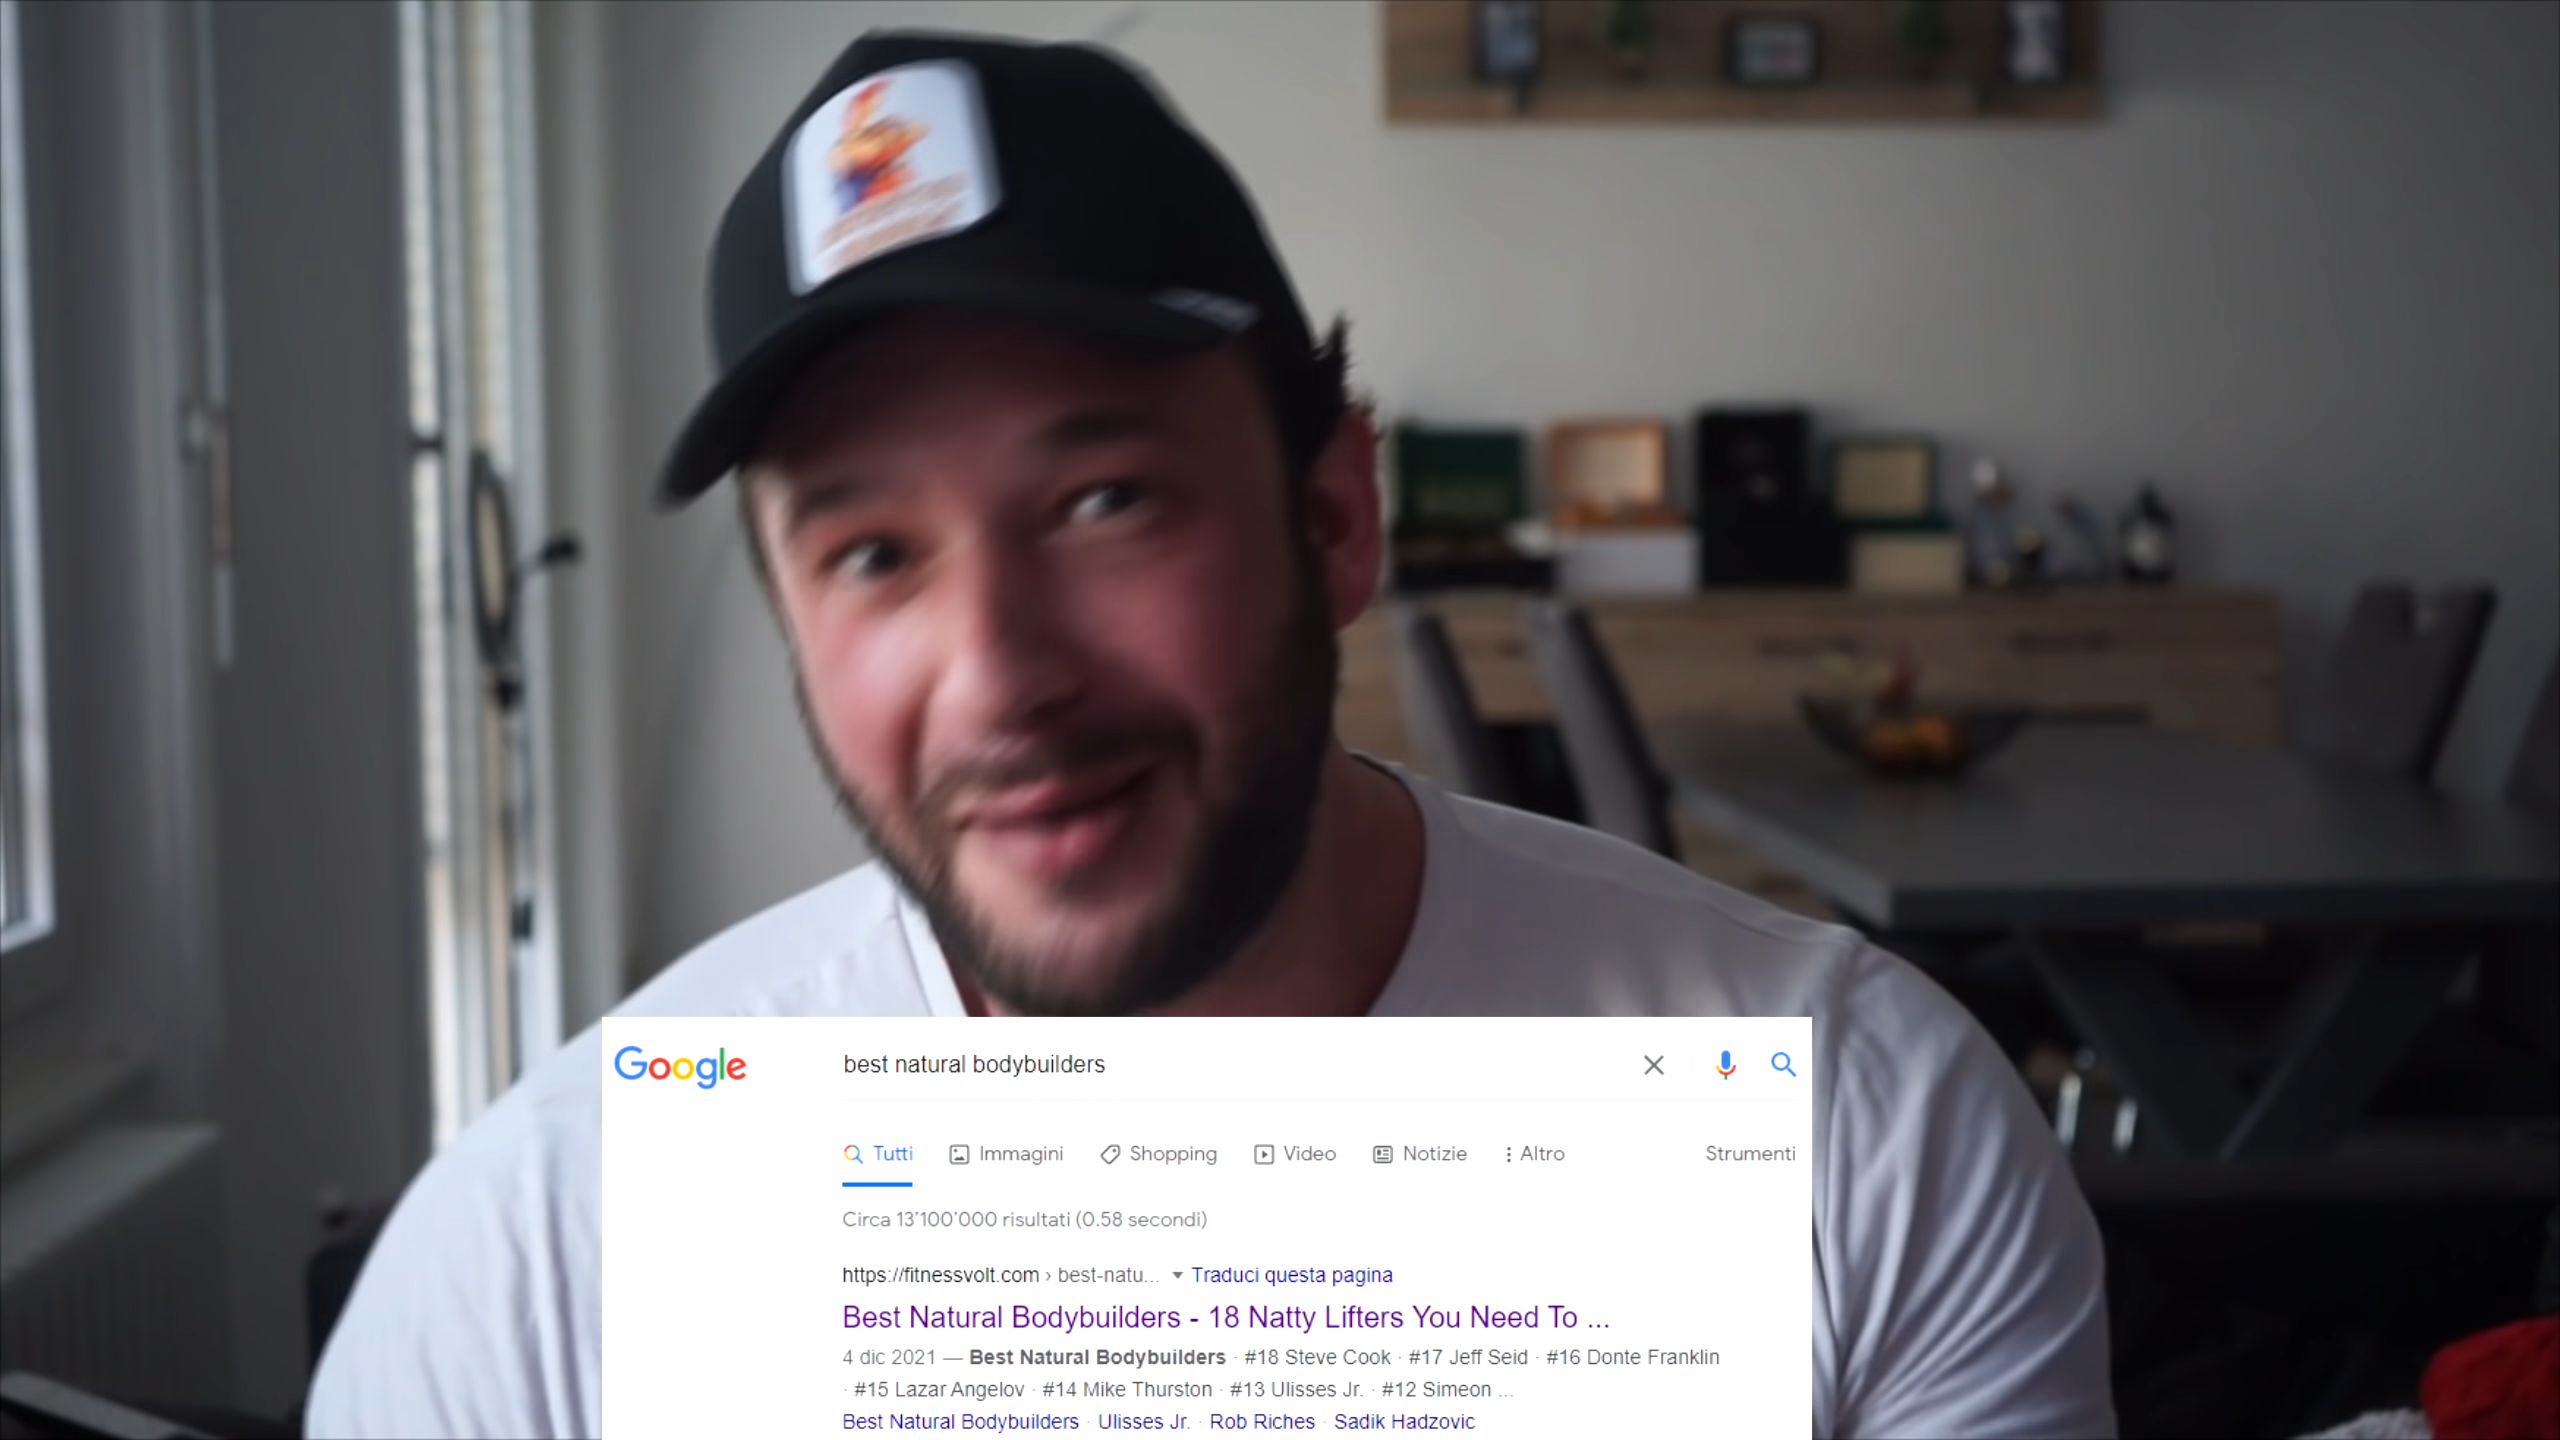 Google best natural bodybuilders
Tutti Immagini Shopping Video Notizie Altro Strumenti
Circa 13'100'000 risultati (0.58 secondi)
https://fitnessvolt.com › best-natu... Traduci questa pagina
Best Natural Bodybuilders - 18 Natty Lifters You Need To ...
4 dic 2021 — Best Natural Bodybuilders · #18 Steve Cook · #17 Jeff Seid · #16 Donte Franklin
· #15 Lazar Angelov · #14 Mike Thurston · #13 Ulisses Jr. · #12 Simeon ...
Best Natural Bodybuilders · Ulisses Jr. · Rob Riches · Sadik Hadzovic